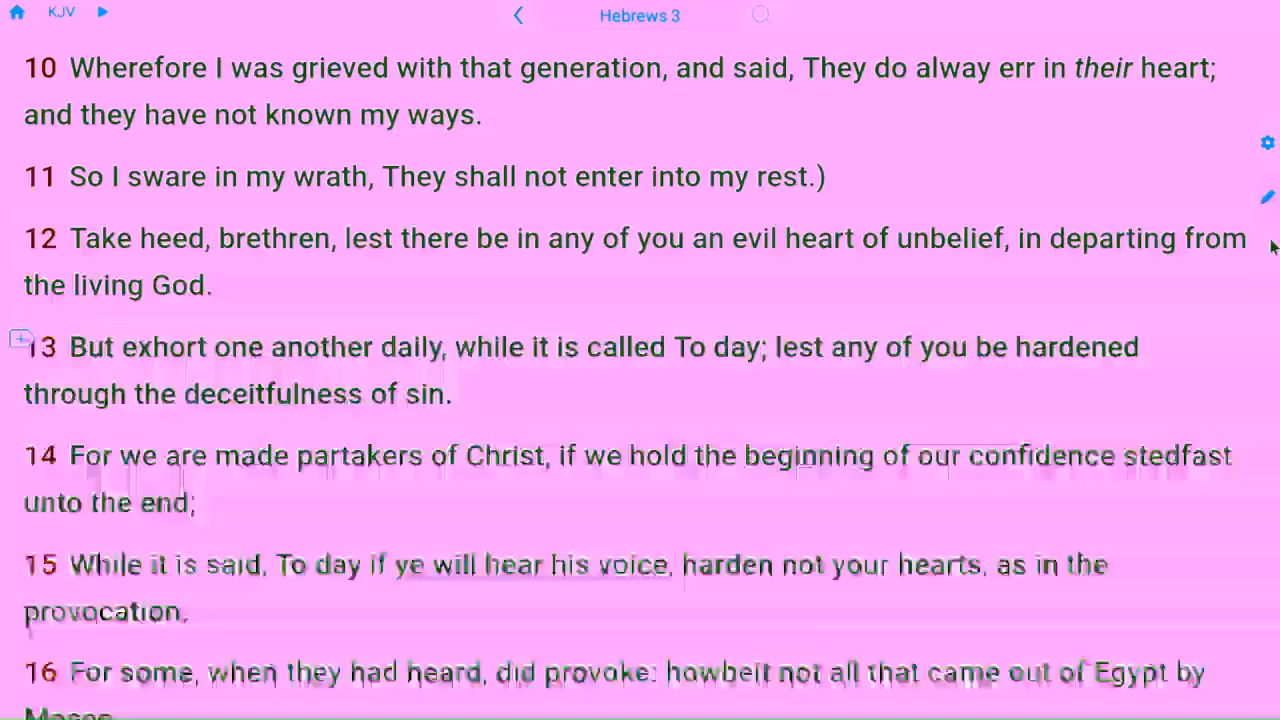 KJV
Hebrews 3
10 Wherefore I was grieved with that generation, and said, They do alway err in their heart;
and they have not known my ways.
11 So I sware in my wrath, They shall not enter into my rest.)
12 Take heed, brethren, lest there be in any of you an evil heart of unbelief, in departing from
the living God.
13 But exhort one another daily, while it is called To day; lest any of you be hardened
through the deceitfulness of sin.
14 For we are made partakers of Christ, if we hold the beginning of our confidence stedfast
unto the end;
15 While it is said, To day if ye will hear his voice, harden not your hearts, as in the
provocation.
16 For some, when they had heard, did provoke: howbeit not all that came out of Egypt by